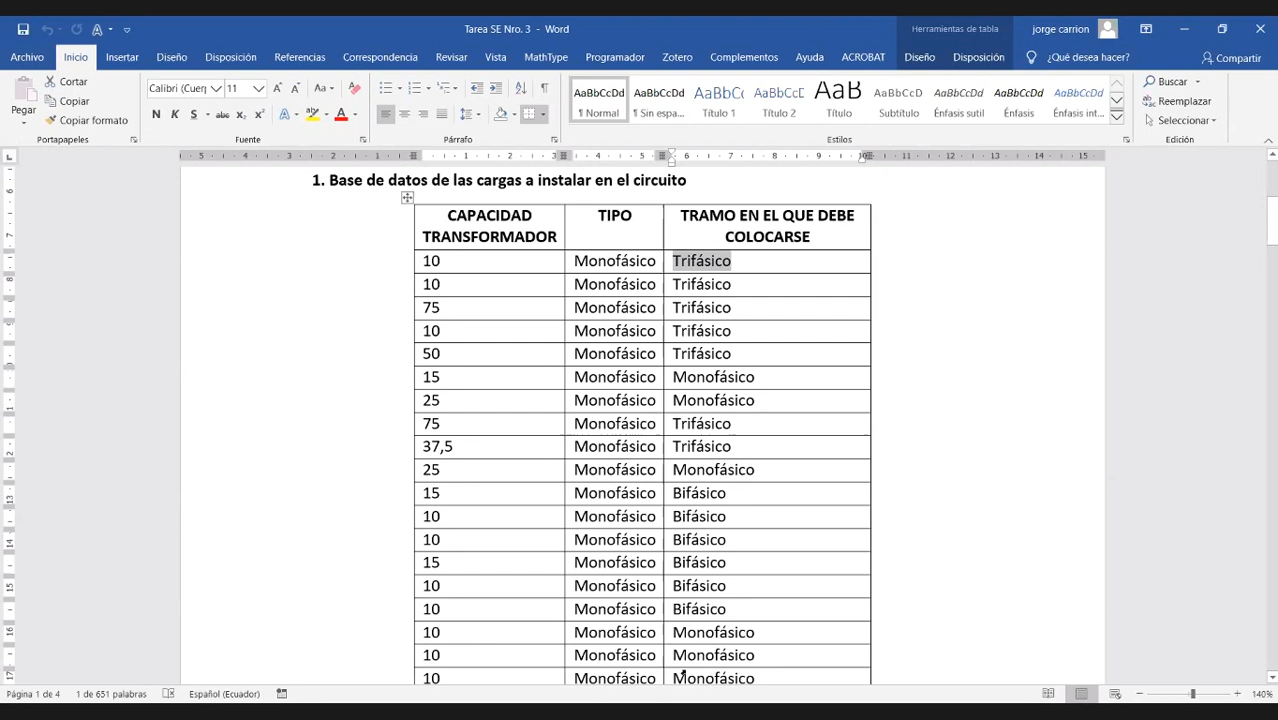 Tarea SE Nro. 3 - Word
Herramientas de tabla
jorge carrion
Archivo Inicio Insertar Diseño Disposición Referencias Correspondencia Revisar Vista MathType Programador Zotero Complementos Ayuda ACROBAT Diseño Disposición ¿Qué desea hacer? Compartir
Pegar
Cortar
Copiar
Copiar formato
Portapapeles
Calibri (Cuerp 11
N K S abc x₂ x²
Fuente
Párrafo
AaBbCcDd ¶ Normal
AaBbCcDd ¶ Sin espa...
AaBbCc Título 1
AaBbCcD Título 2
AaB Título
AaBbCcD Subtítulo
AaBbCcDd Énfasis sutil
AaBbCcDd Énfasis
AaBbCcDd Énfasis int...
Estilos
Buscar
Reemplazar
Seleccionar
Edición
1. Base de datos de las cargas a instalar en el circuito
CAPACIDAD TRANSFORMADOR TIPO TRAMO EN EL QUE DEBE COLOCARSE
10 Monofásico Trifásico
10 Monofásico Trifásico
75 Monofásico Trifásico
10 Monofásico Trifásico
50 Monofásico Trifásico
15 Monofásico Monofásico
25 Monofásico Monofásico
75 Monofásico Trifásico
37,5 Monofásico Trifásico
25 Monofásico Monofásico
15 Monofásico Bifásico
10 Monofásico Bifásico
10 Monofásico Bifásico
15 Monofásico Bifásico
10 Monofásico Bifásico
10 Monofásico Bifásico
10 Monofásico Monofásico
10 Monofásico Monofásico
10 Monofásico Monofásico
Página 1 de 4 1 de 651 palabras Español (Ecuador) 140%